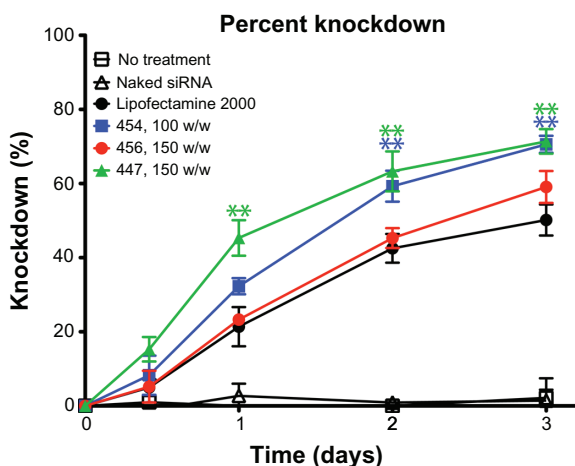 Percent knockdown
100
80
60
40
20
0
Knockdown (%)
No treatment
Naked siRNA
Lipofectamine 2000
454, 100 w/w
456, 150 w/w
447, 150 w/w
**
**
**
**
**
0
1
2
3
Time (days)